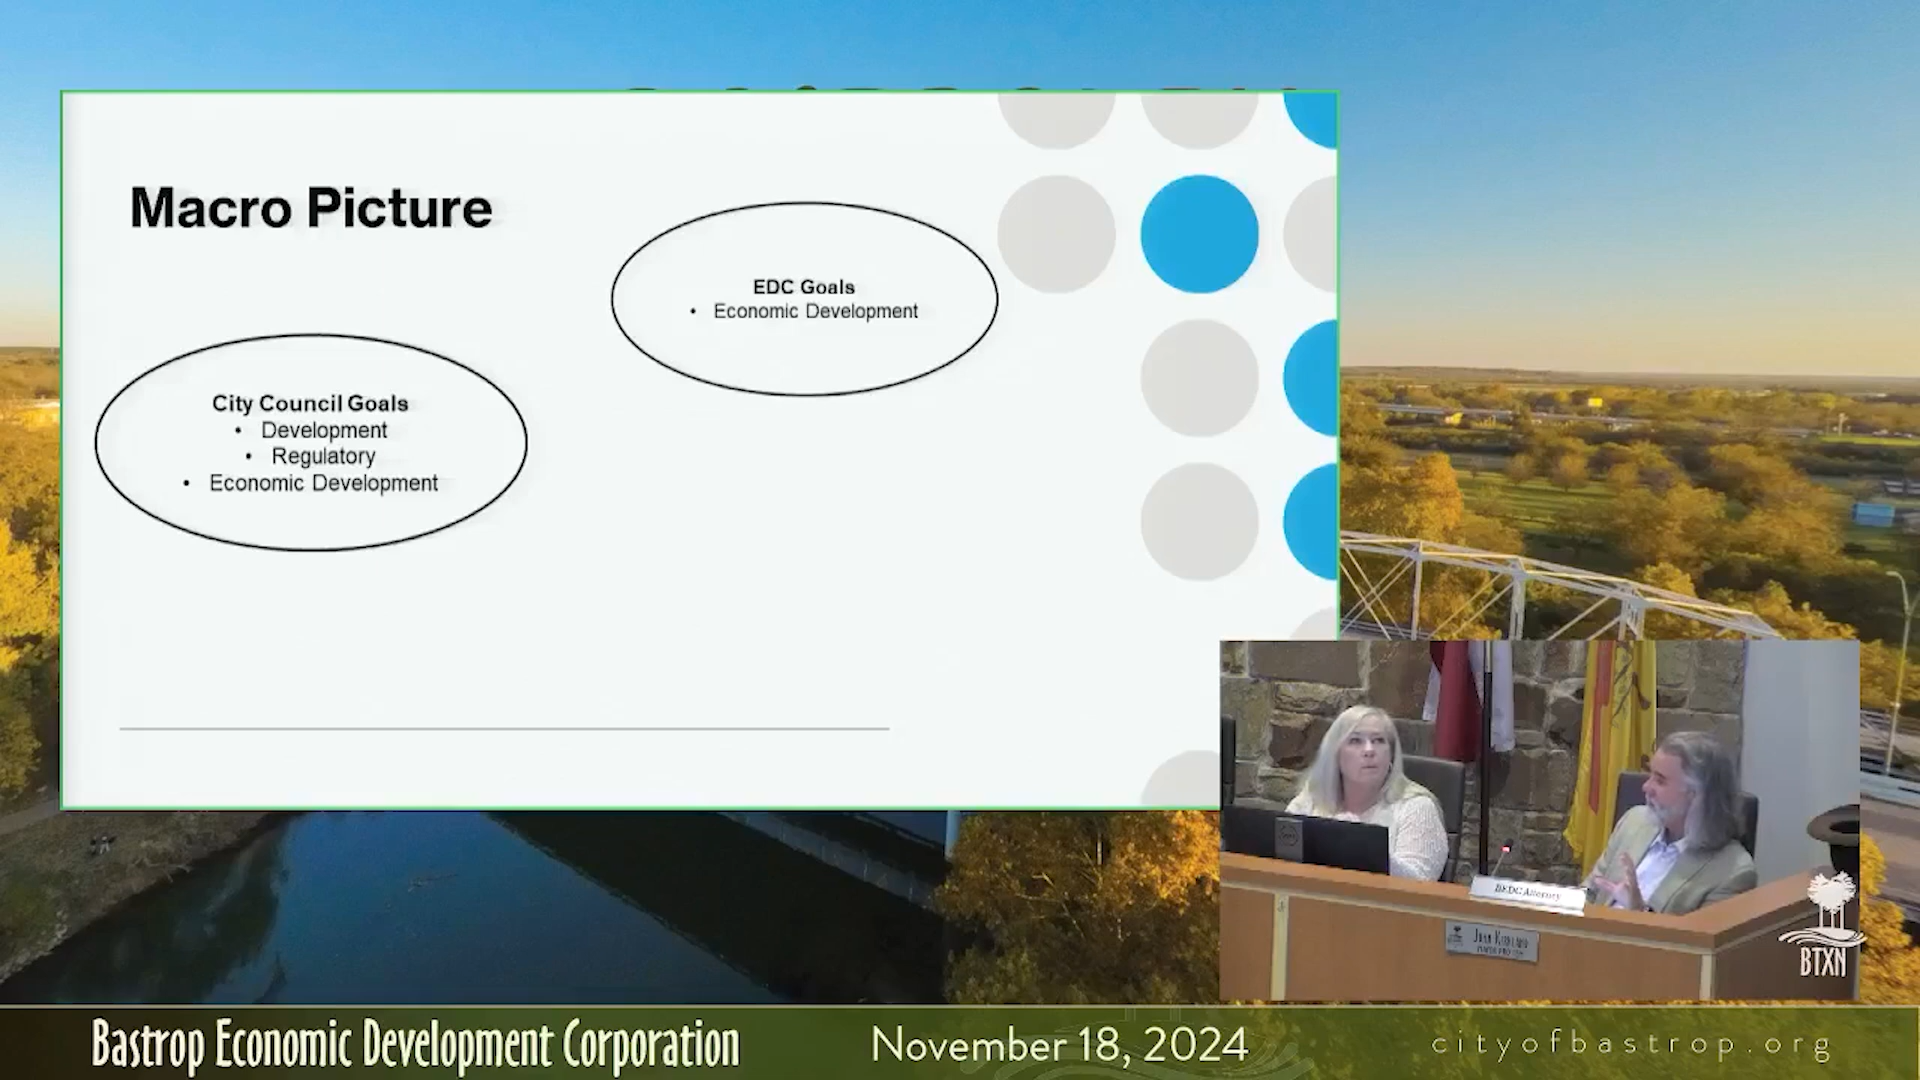 Macro Picture
EDC Goals
• Economic Development
City Council Goals
• Development
• Regulatory
• Economic Development
BEDC Attorney
BTXN
Bastrop Economic Development Corporation
November 18, 2024
cityofbastrop.org